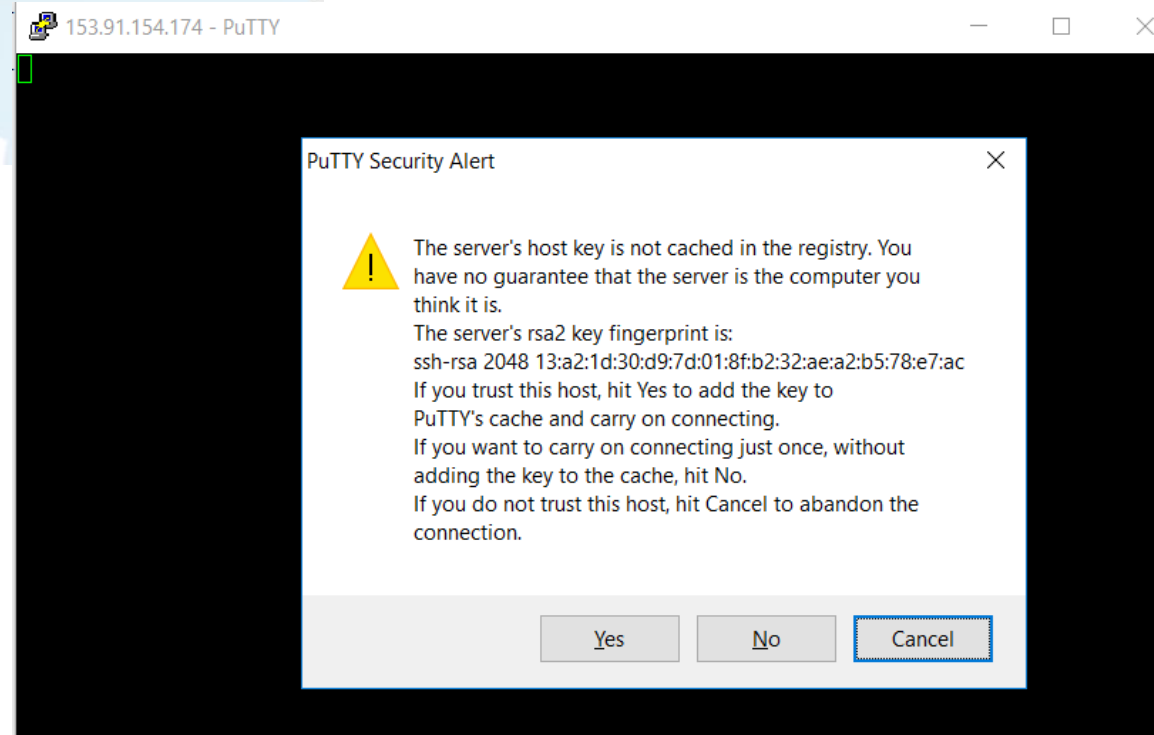 153.91.154.174 - PuTTY
PuTTY Security Alert
The server's host key is not cached in the registry. You
have no guarantee that the server is the computer you
think it is.
The server's rsa2 key fingerprint is:
ssh-rsa 2048 13:a2:1d:30:d9:7d:01:8f:b2:32:ae:a2:b5:78:e7:ac
If you trust this host, hit Yes to add the key to
PuTTY's cache and carry on connecting.
If you want to carry on connecting just once, without
adding the key to the cache, hit No.
If you do not trust this host, hit Cancel to abandon the
connection.
Yes No Cancel